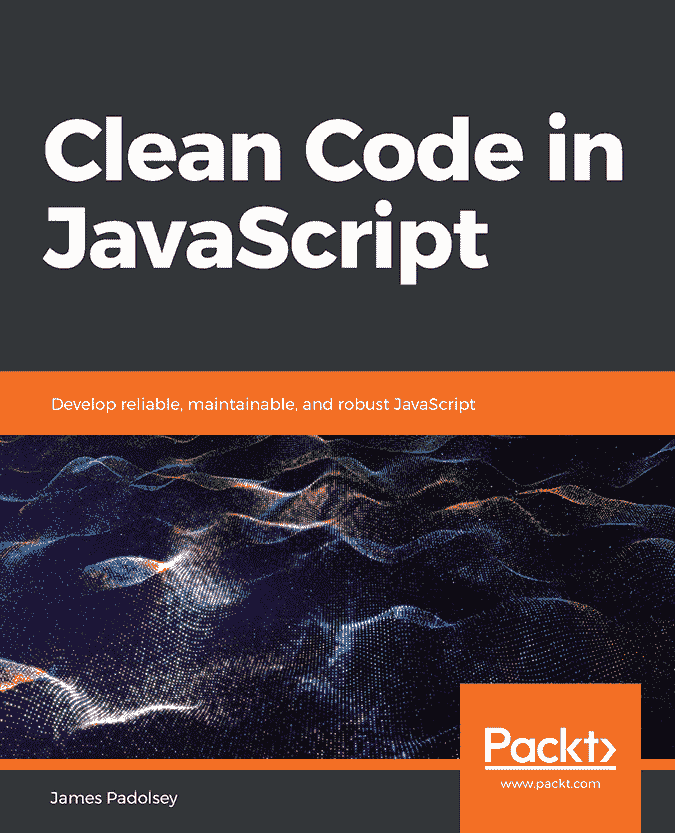 Clean Code in
JavaScript
Develop reliable, maintainable, and robust JavaScript
Packt
www.packt.com
James Padolsey